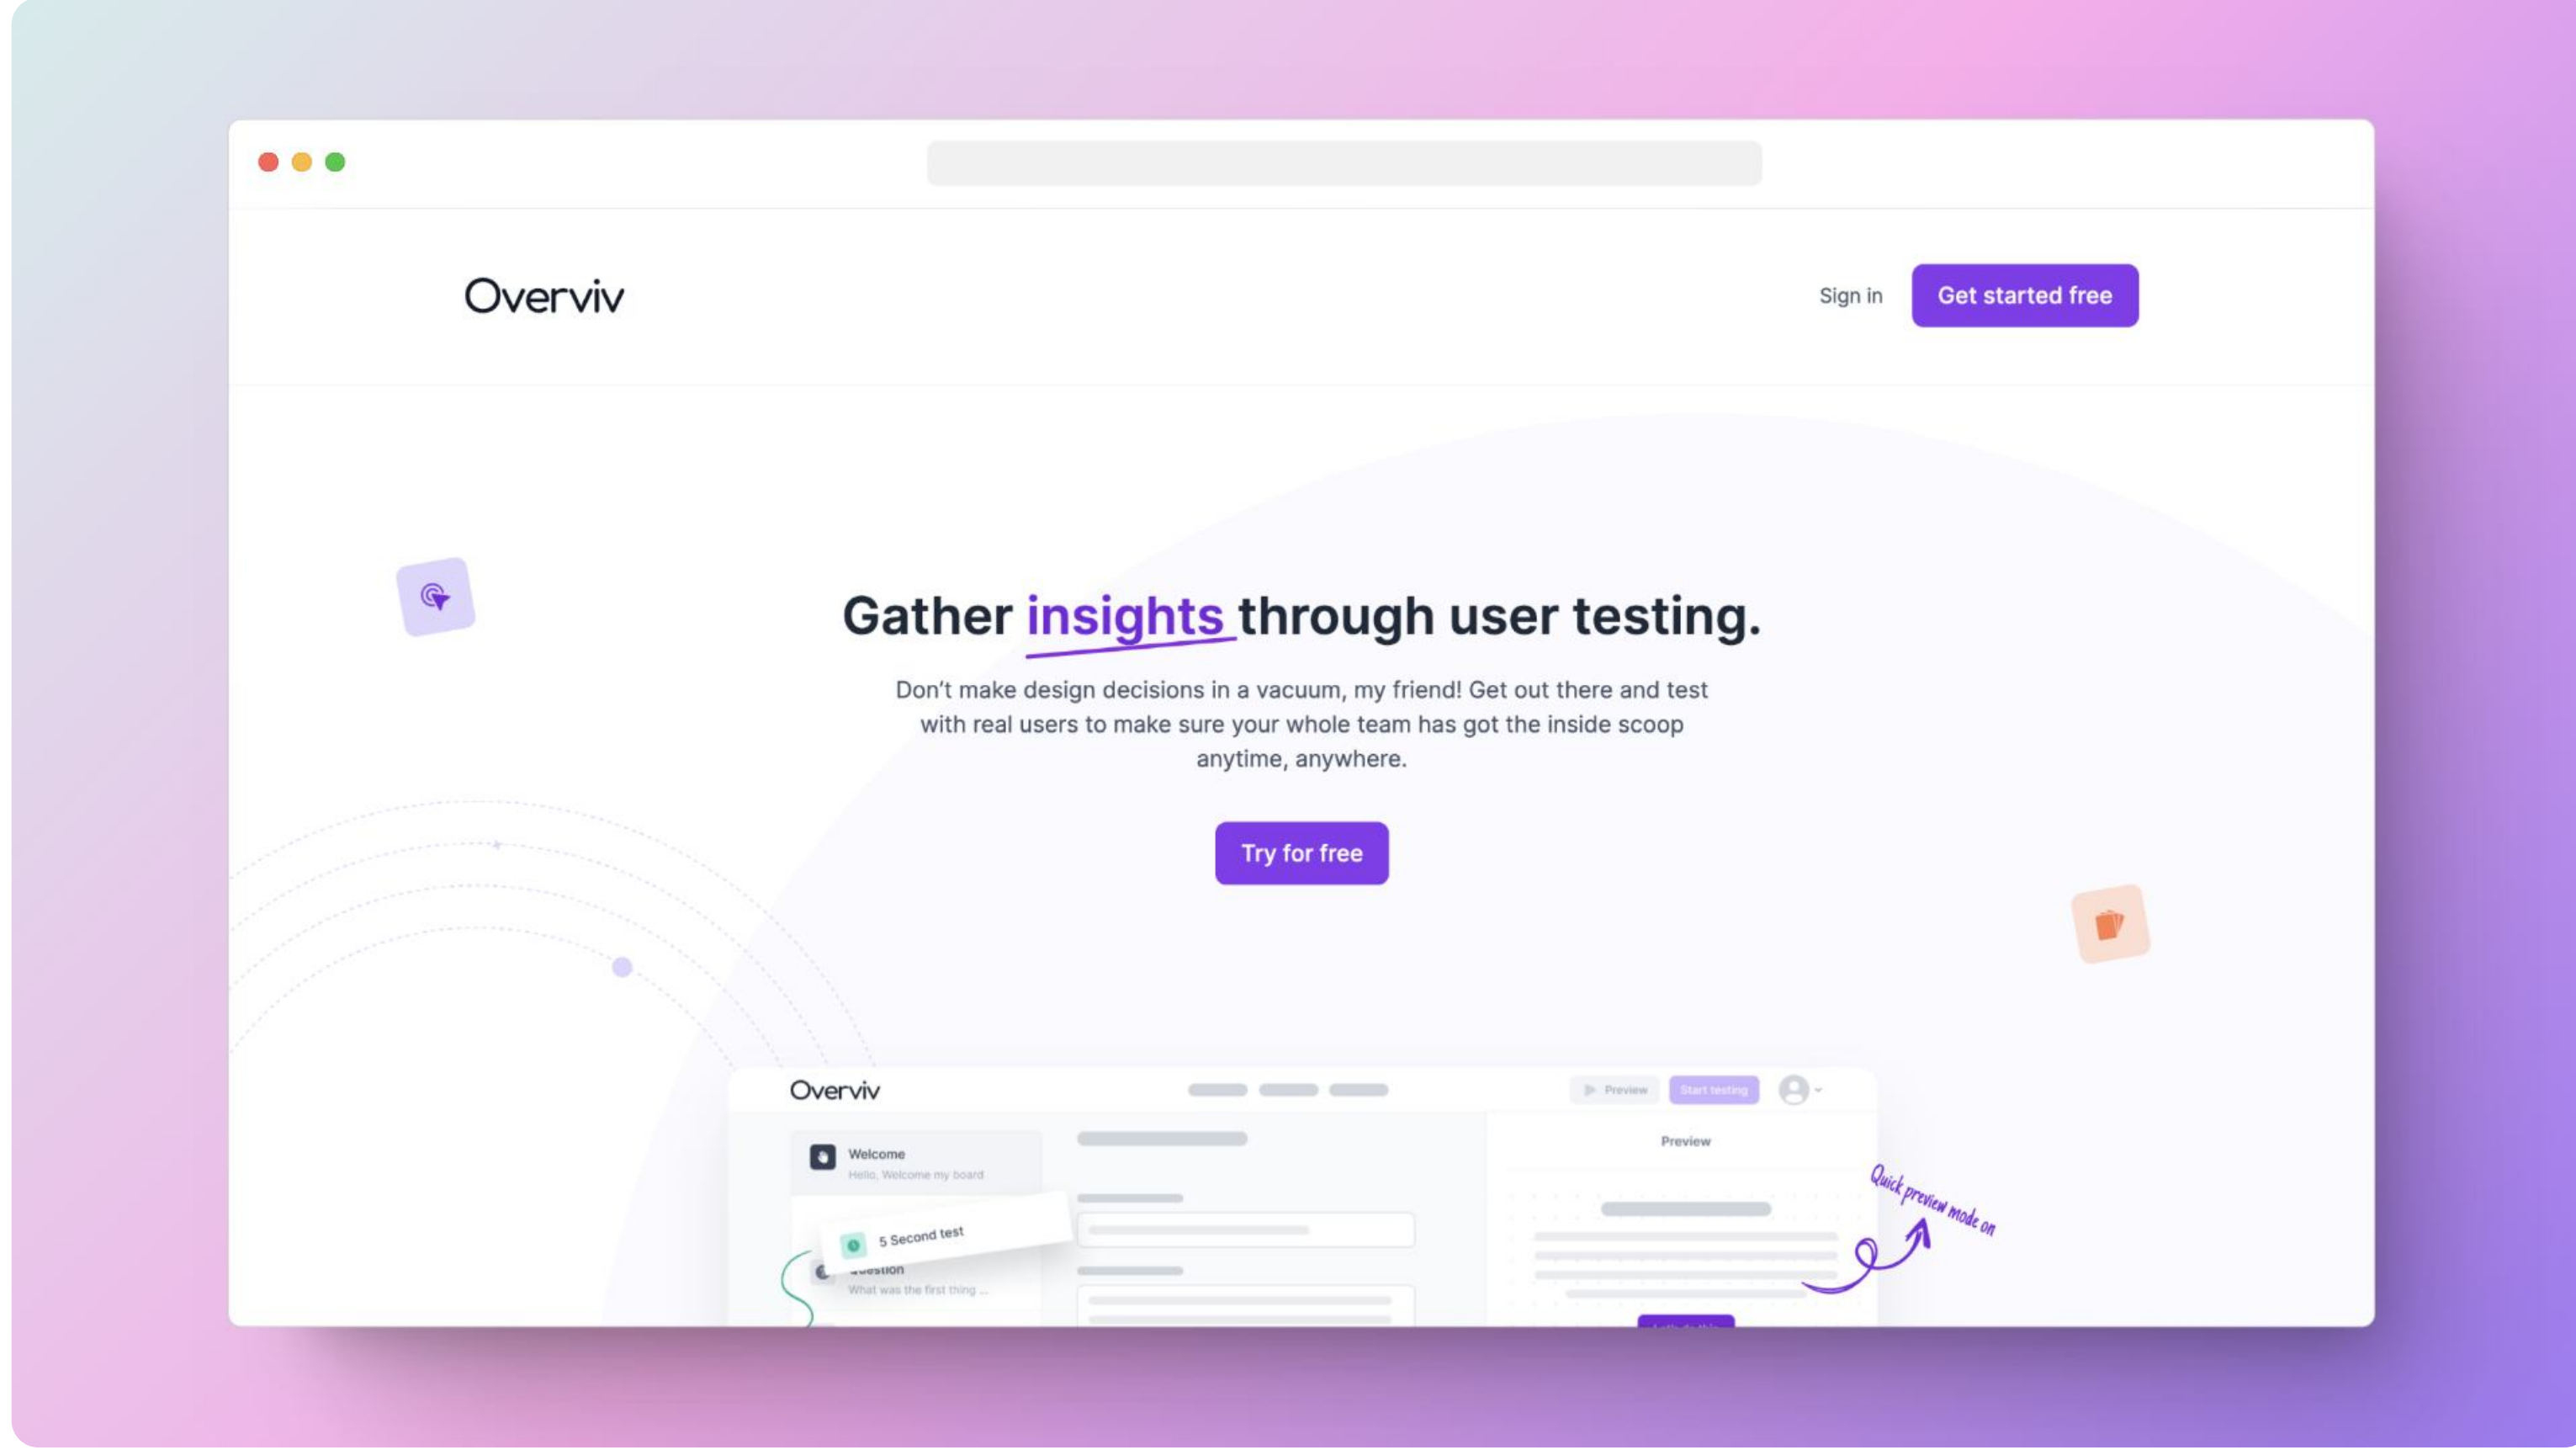 Overviv
Sign in
Get started free
Gather insights through user testing.
Don't make design decisions in a vacuum, my friend! Get out there and test
with real users to make sure your whole team has got the inside scoop
anytime, anywhere.
Try for free
Overviv
Preview
Start testing
Welcome
Hello, Welcome my board
Preview
Quick preview mode on
5 Second test
Question
What was the first thing ...